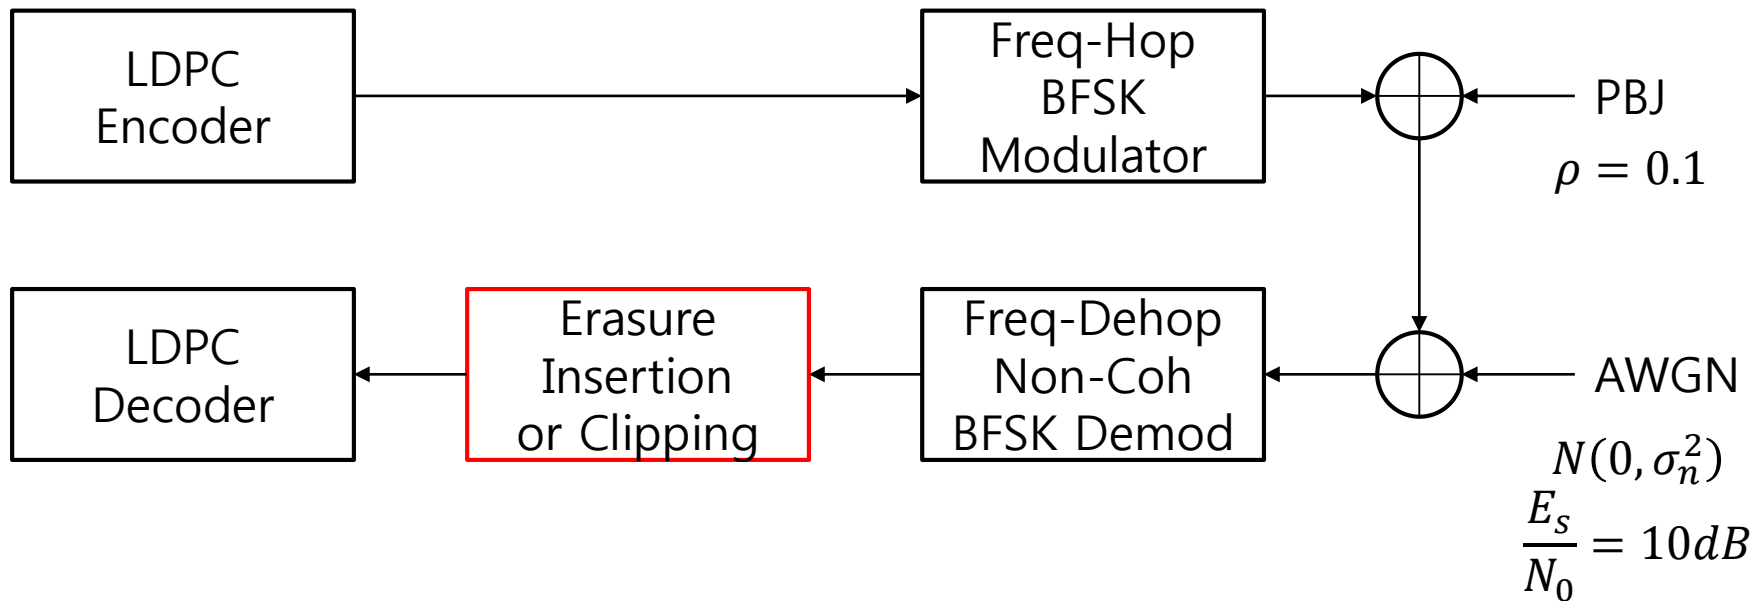 LDPC
Encoder
Freq-Hop
BFSK
Modulator
PBJ
ρ = 0.1
LDPC
Decoder
Erasure
Insertion
or Clipping
Freq-Dehop
Non-Coh
BFSK Demod
AWGN
N(0, σ_n^2)
E_s/N_0 = 10dB